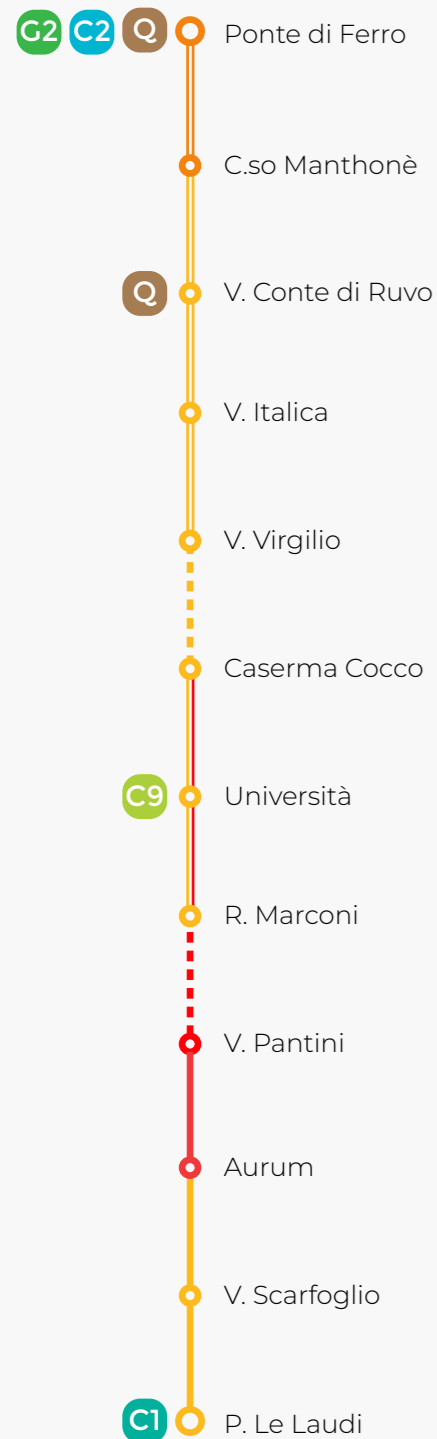 G2 C2 Q Ponte di Ferro
C.so Manthonè
Q V. Conte di Ruvo
V. Italica
V. Virgilio
Caserma Cocco
C9 Università
R. Marconi
V. Pantini
Aurum
V. Scarfoglio
C1 P. Le Laudi